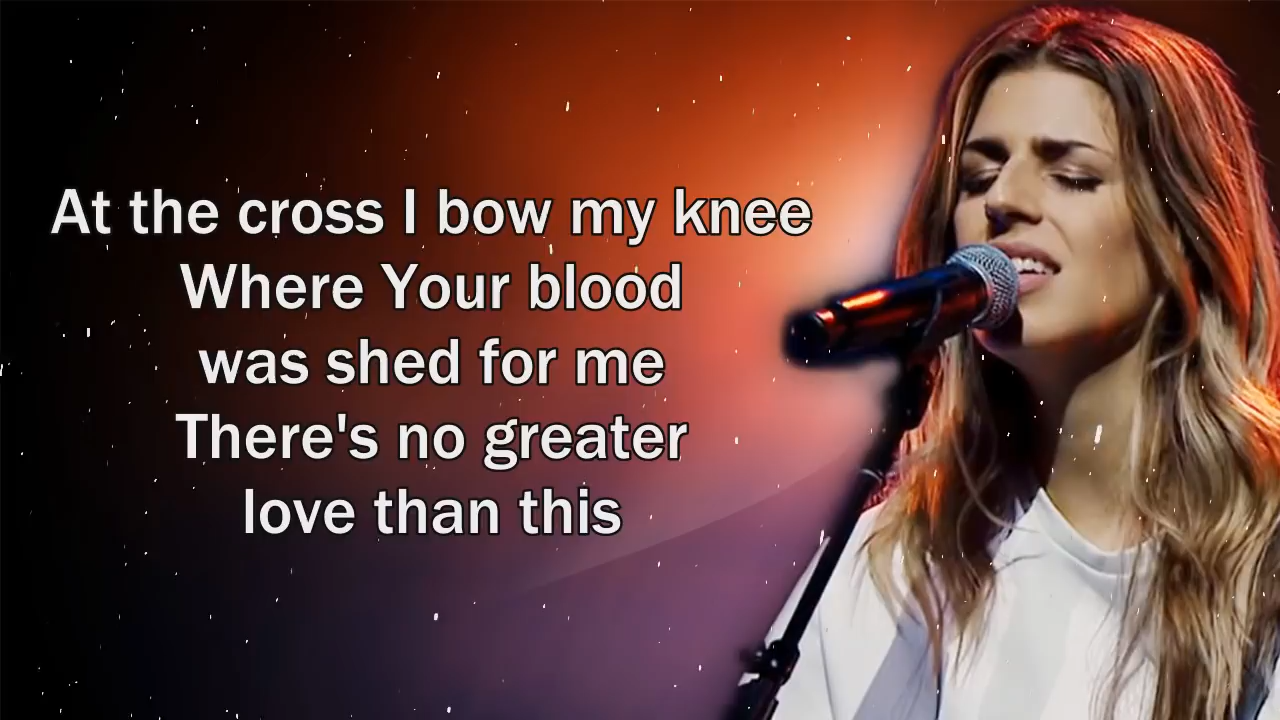 At the cross I bow my knee
Where Your blood
was shed for me
There's no greater
love than this